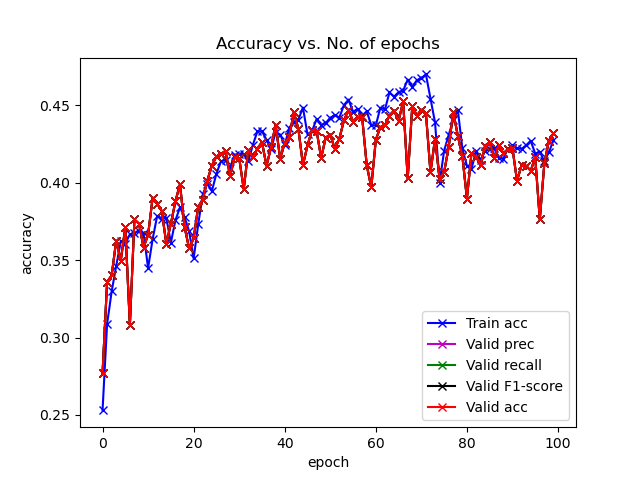 Accuracy vs. No. of epochs
accuracy
0.45
0.40
0.35
0.30
0.25
Train acc
Valid prec
Valid recall
Valid F1-score
Valid acc
0 20 40 60 80 100
epoch